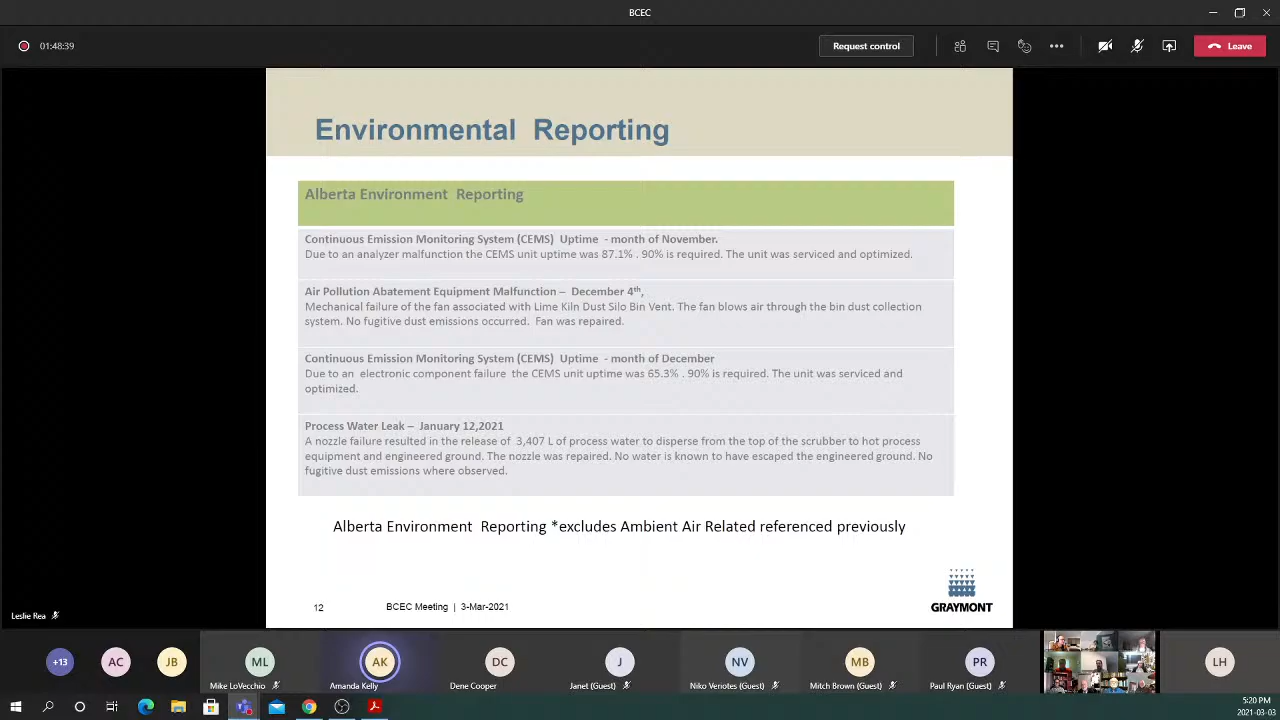 BCEC
01:48:39
Request control
Leave
Environmental Reporting
Alberta Environment Reporting
Continuous Emission Monitoring System (CEMS) Uptime - month of November.
Due to an analyzer malfunction the CEMS unit uptime was 87.1% . 90% is required. The unit was serviced and optimized.
Air Pollution Abatement Equipment Malfunction – December 4th,
Mechanical failure of the fan associated with Lime Kiln Dust Silo Bin Vent. The fan blows air through the bin dust collection
system. No fugitive dust emissions occurred. Fan was repaired.
Continuous Emission Monitoring System (CEMS) Uptime - month of December
Due to an electronic component failure the CEMS unit uptime was 65.3% . 90% is required. The unit was serviced and
optimized.
Process Water Leak – January 12,2021
A nozzle failure resulted in the release of 3,407 L of process water to disperse from the top of the scrubber to hot process
equipment and engineered ground. The nozzle was repaired. No water is known to have escaped the engineered ground. No
fugitive dust emissions where observed.
Alberta Environment Reporting *excludes Ambient Air Related referenced previously
GRAYMONT
12 BCEC Meeting | 3-Mar-2021
Leslie Rea
+13 AC JB ML AK DC J NV MB PR LH
Mike LoVecchio Amanda Kelly Dene Cooper Janet (Guest) Niko Veriotes (Guest) Mitch Brown (Guest) Paul Ryan (Guest)
5:20 PM
2021-03-03